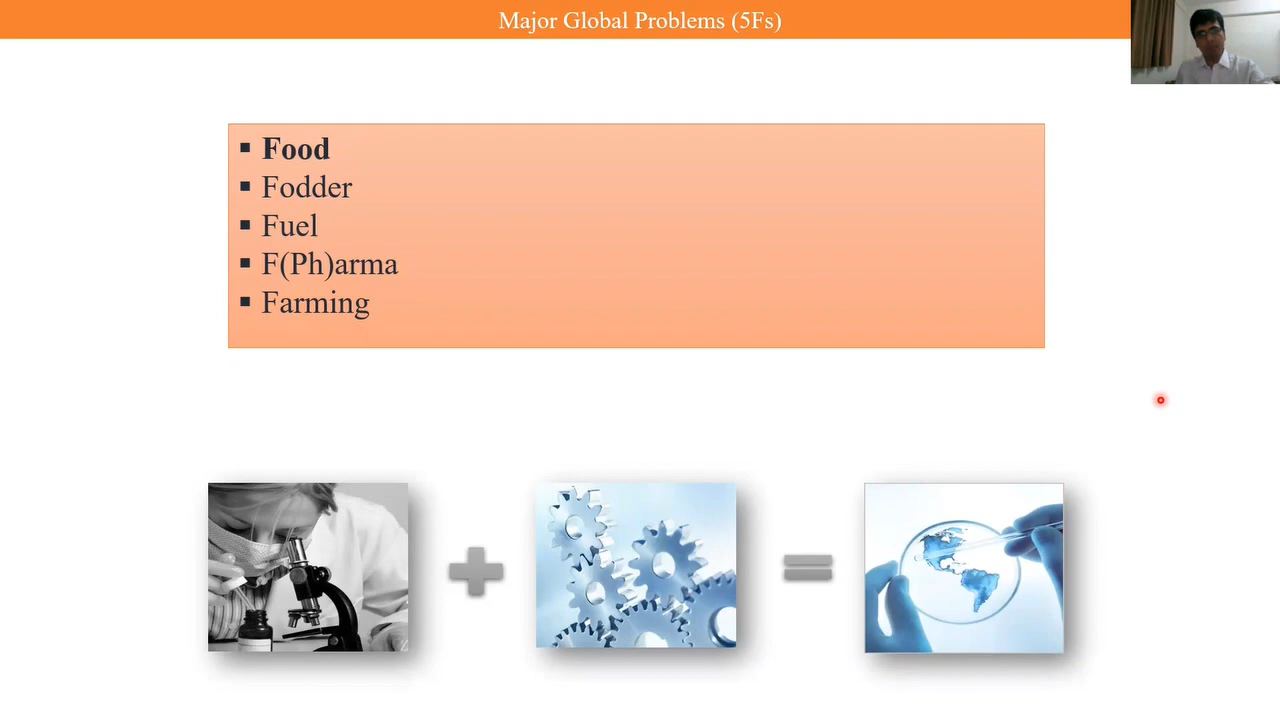 Major Global Problems (5Fs)
▪ Food
▪ Fodder
▪ Fuel
▪ F(Ph)arma
▪ Farming